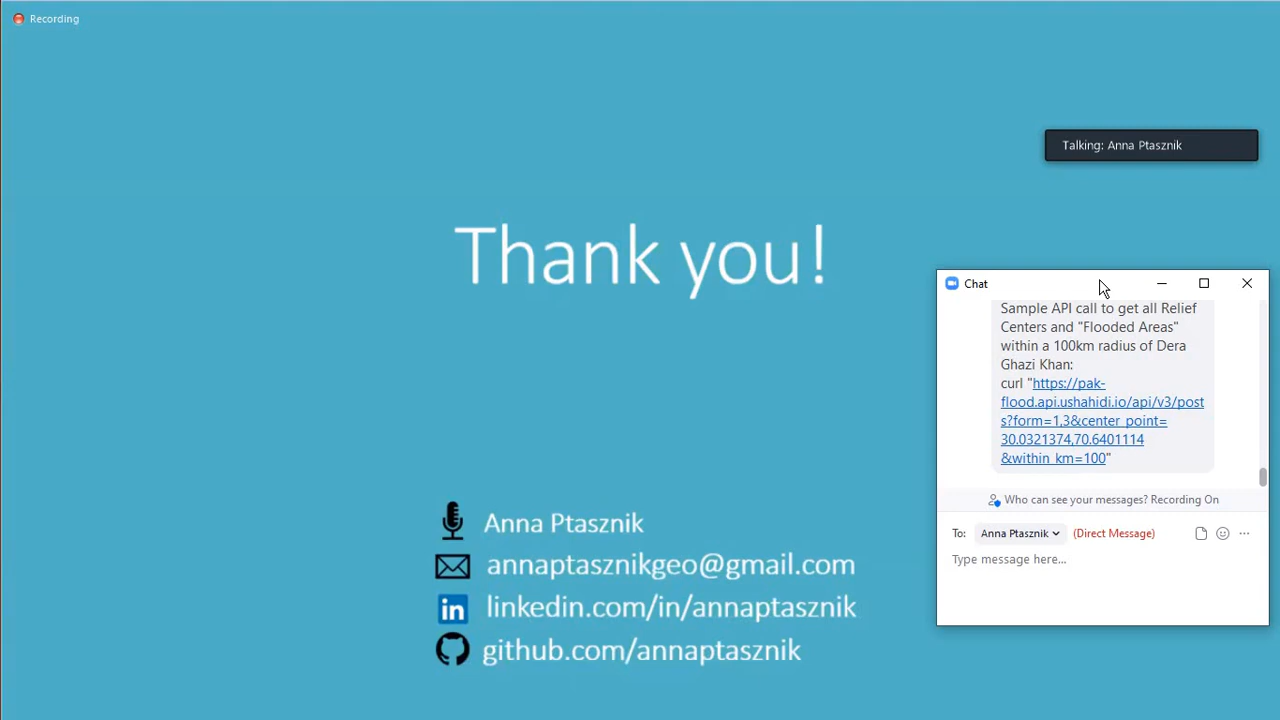 Recording
Talking: Anna Ptasznik
Thank you!
Chat
Sample API call to get all Relief
Centers and "Flooded Areas"
within a 100km radius of Dera
Ghazi Khan:
curl "https://pak-
flood.api.ushahidi.io/api/v3/post
s?form=1,3&center_point=
30.0321374,70.6401114
&within_km=100"
Who can see your messages? Recording On
To: Anna Ptasznik (Direct Message)
Type message here...
Anna Ptasznik
annaptasznikgeo@gmail.com
in linkedin.com/in/annaptasznik
github.com/annaptasznik